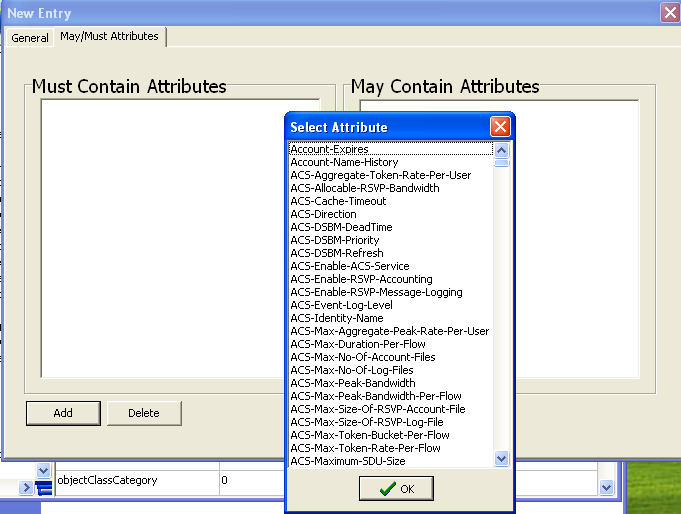 New Entry
General
May/Must Attributes
Must Contain Attributes
May Contain Attributes
Select Attribute
Account-Expires
Account-Name-History
ACS-Aggregate-Token-Rate-Per-User
ACS-Allocable-RSVP-Bandwidth
ACS-Cache-Timeout
ACS-Direction
ACS-DSBM-DeadTime
ACS-DSBM-Priority
ACS-DSBM-Refresh
ACS-Enable-ACS-Service
ACS-Enable-RSVP-Accounting
ACS-Enable-RSVP-Message-Logging
ACS-Event-Log-Level
ACS-Identity-Name
ACS-Max-Aggregate-Peak-Rate-Per-User
ACS-Max-Duration-Per-Flow
ACS-Max-No-Of-Account-Files
ACS-Max-No-Of-Log-Files
ACS-Max-Peak-Bandwidth
ACS-Max-Peak-Bandwidth-Per-Flow
ACS-Max-Size-Of-RSVP-Account-File
ACS-Max-Size-Of-RSVP-Log-File
ACS-Max-Token-Bucket-Per-Flow
ACS-Max-Token-Rate-Per-Flow
ACS-Maximum-SDU-Size
OK
Add
Delete
objectClassCategory 0